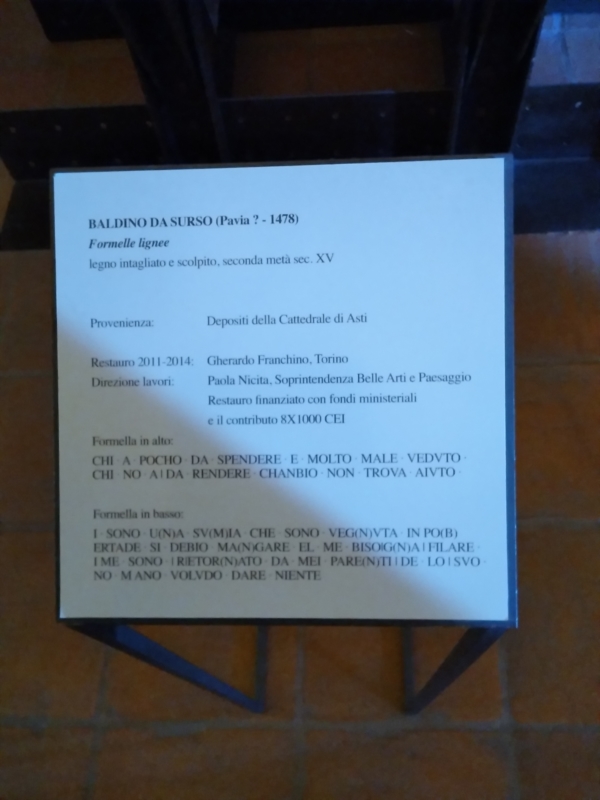 BALDINO DA SURSO (Pavia ? - 1478)
Formelle lignee
legno intagliato e scolpito, seconda metà sec. XV
Provenienza: Depositi della Cattedrale di Asti
Restauro 2011-2014: Gherardo Franchino, Torino
Direzione lavori: Paola Nicita, Soprintendenza Belle Arti e Paesaggio
Restauro finanziato con fondi ministeriali
e il contributo 8X1000 CEI
Formella in alto:
CHI · A · POCHO · DA · SPENDERE · E · MOLTO · MALE · VEDVTO ·
CHI · NO · A | DA · RENDERE · CHANBIO · NON · TROVA · AIVTO ·
Formella in basso:
I · SONO · U(N)A · SV(M)IA · CHE · SONO · VEG(N)VTA · IN PO(B)
ERTADE · SI · DEBIO · MA(N)GARE · EL · ME · BISOIG(N)A | FILARE ·
I ME · SONO · | RIETOR(N)ATO · DA · MEI · PARE(N)TI | DE · LO | SVO ·
NO · M ANO · VOLVDO · DARE · NIENTE